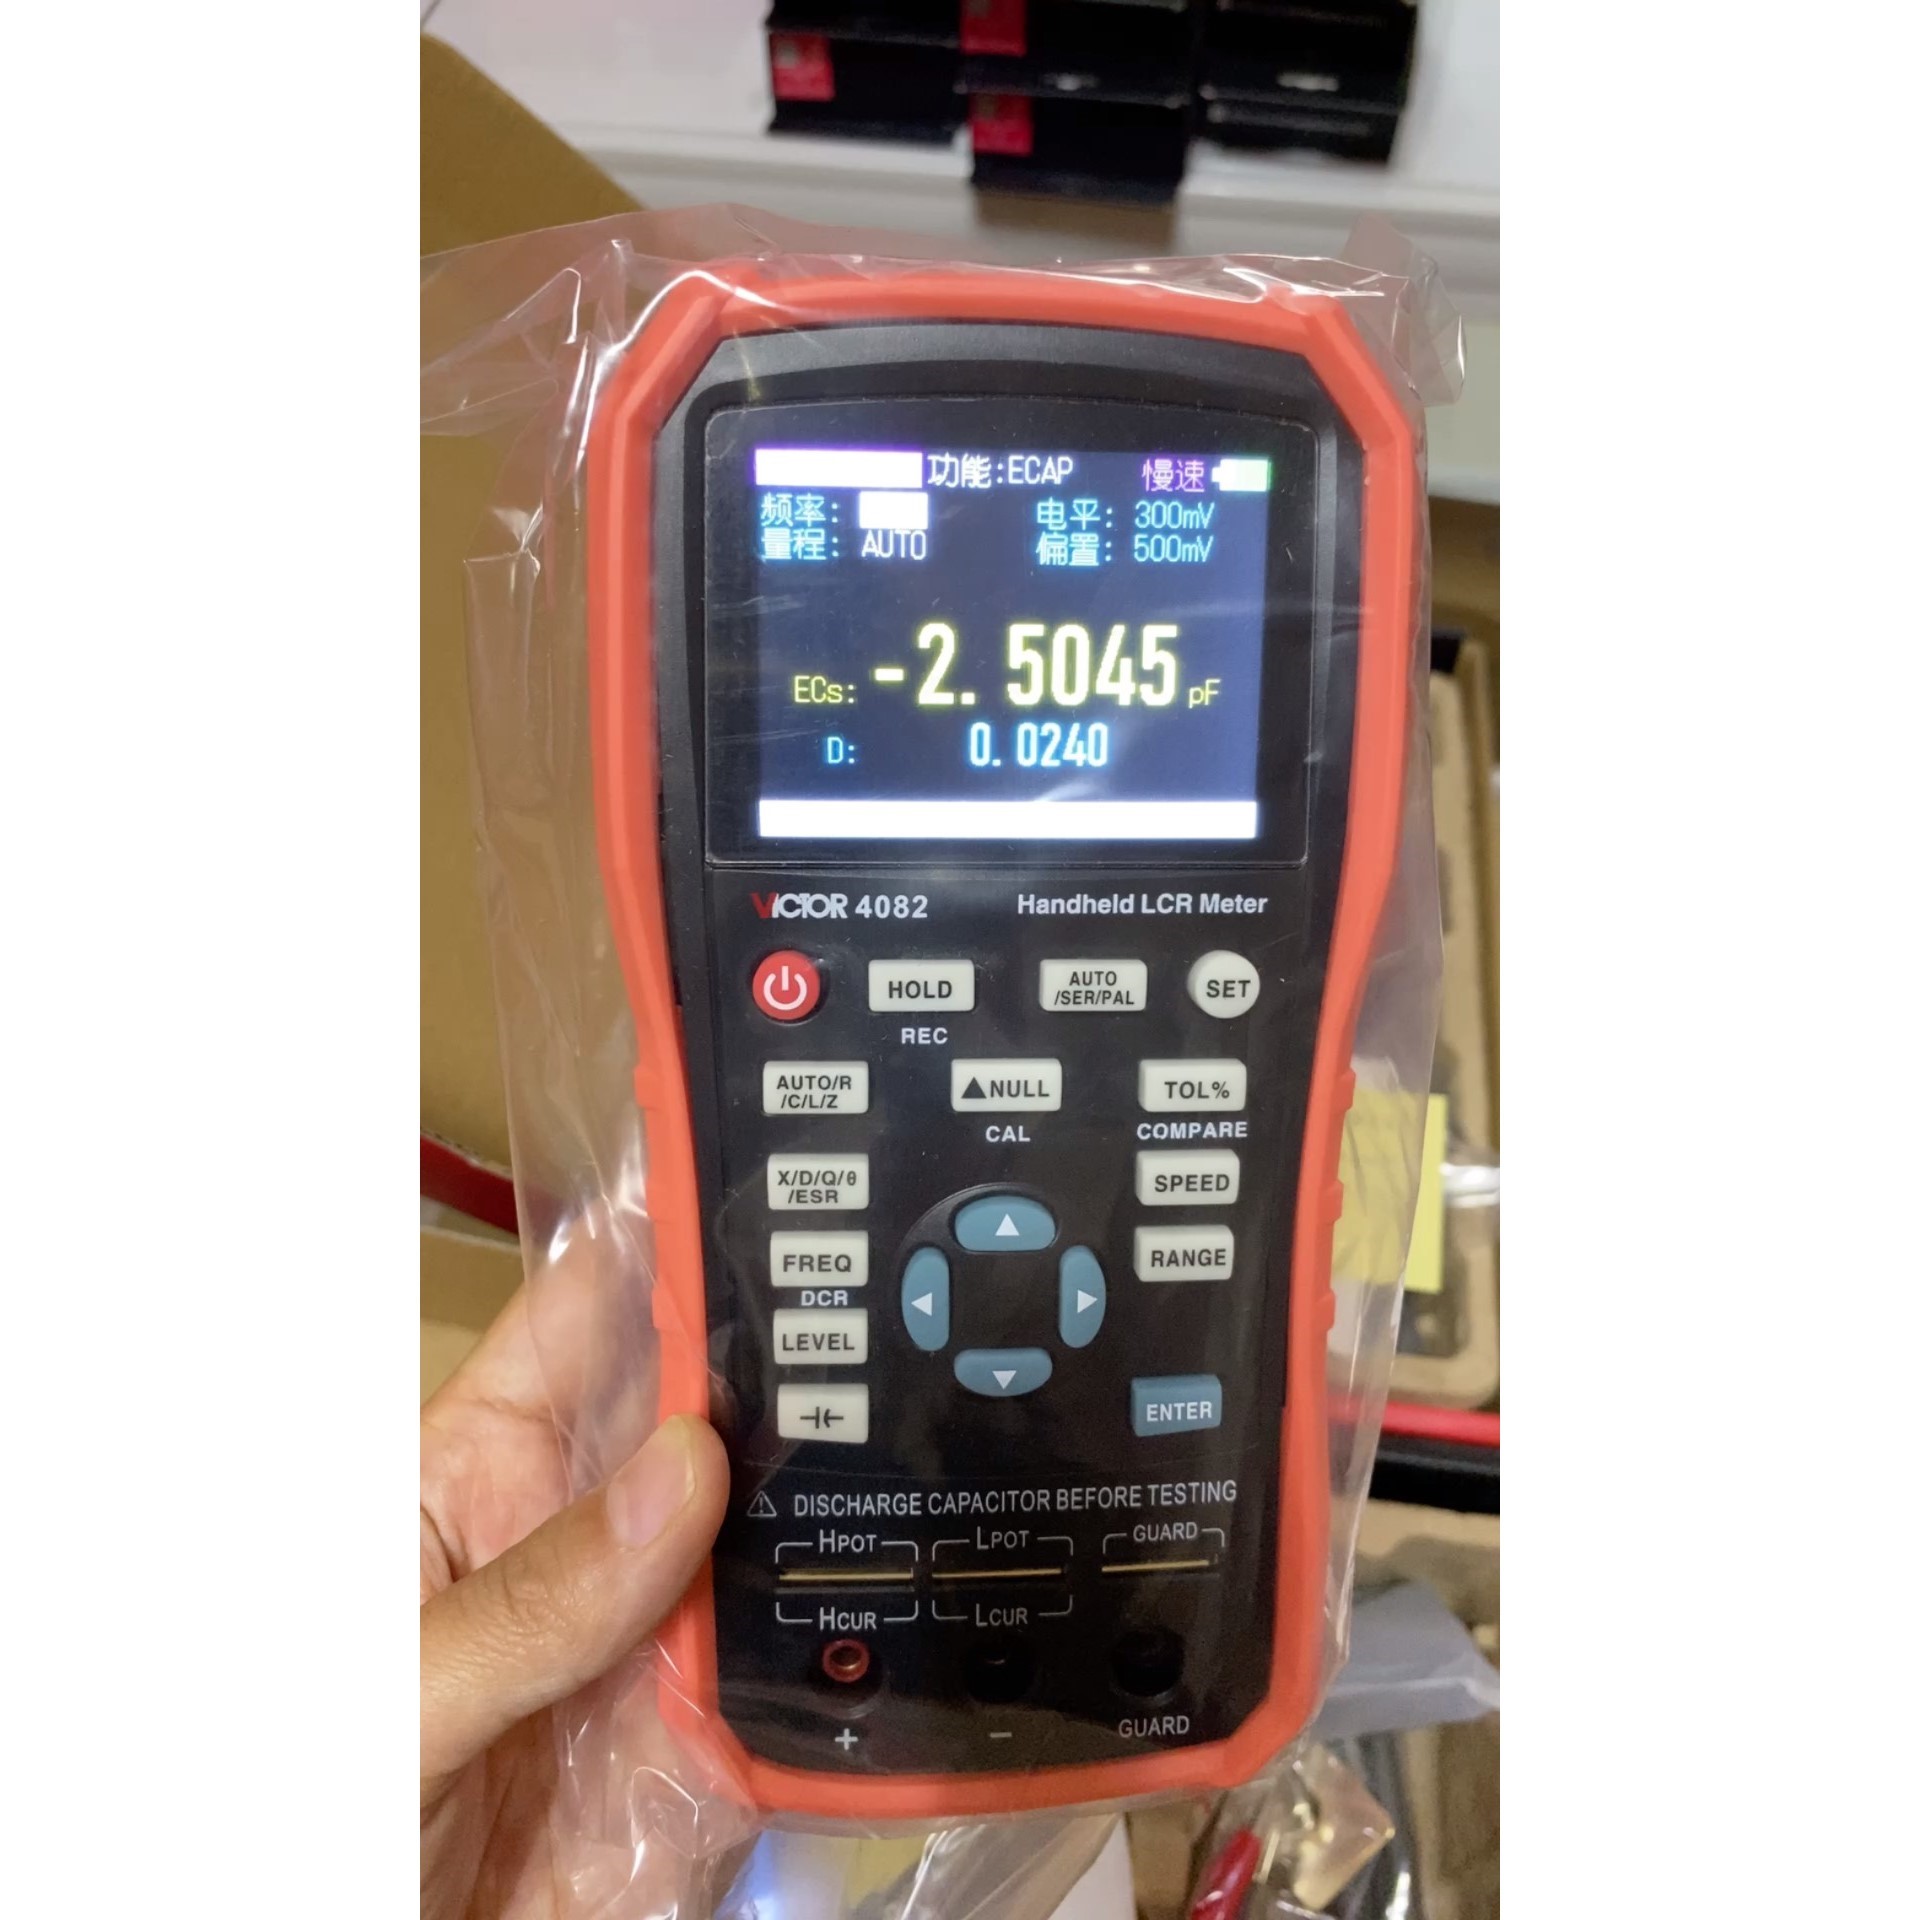 功能:ECAP 慢速
频率: 电平: 300mV
量程: AUTO 偏置: 500mV
ECs: -2.5045 pF
D: 0.0240
VICTOR 4082 Handheld LCR Meter
HOLD AUTO /SER/PAL SET
REC
AUTO/R /C/L/Z ▲NULL TOL%
CAL COMPARE
X/D/Q/θ /ESR SPEED
FREQ RANGE
DCR
LEVEL
ENTER
DISCHARGE CAPACITOR BEFORE TESTING
HPOT LPOT GUARD
HCUR LCUR
+ − GUARD